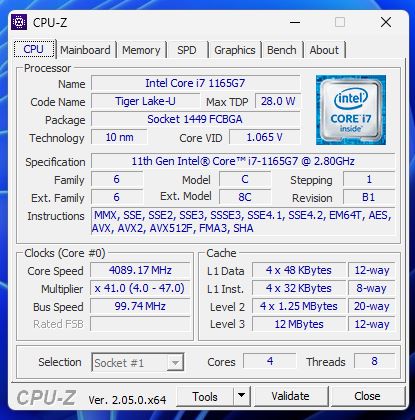 CPU-Z
CPU Mainboard Memory SPD Graphics Bench About
Processor
Name Intel Core i7 1165G7
Code Name Tiger Lake-U Max TDP 28.0 W
Package Socket 1449 FCBGA
Technology 10 nm Core VID 1.065 V
intel
CORE i7
inside™
Specification 11th Gen Intel® Core™ i7-1165G7 @ 2.80GHz
Family 6 Model C Stepping 1
Ext. Family 6 Ext. Model 8C Revision B1
Instructions MMX, SSE, SSE2, SSE3, SSSE3, SSE4.1, SSE4.2, EM64T, AES,
AVX, AVX2, AVX512F, FMA3, SHA
Clocks (Core #0)
Core Speed 4089.17 MHz
Multiplier x 41.0 (4.0 - 47.0)
Bus Speed 99.74 MHz
Rated FSB
Cache
L1 Data 4 x 48 KBytes 12-way
L1 Inst. 4 x 32 KBytes 8-way
Level 2 4 x 1.25 MBytes 20-way
Level 3 12 MBytes 12-way
Selection Socket #1 Cores 4 Threads 8
CPU-Z Ver. 2.05.0.x64 Tools Validate Close